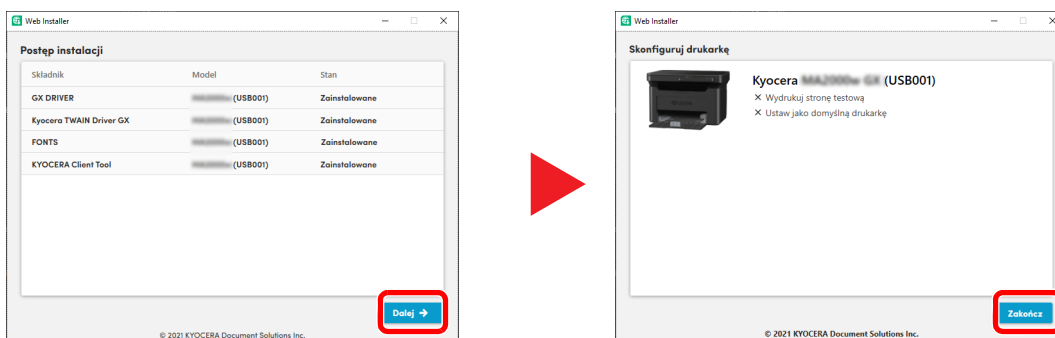 Web Installer
Postęp instalacji
Składnik Model Stan
GX DRIVER (USB001) Zainstalowane
Kyocera TWAIN Driver GX (USB001) Zainstalowane
FONTS (USB001) Zainstalowane
KYOCERA Client Tool (USB001) Zainstalowane
Dalej →
© 2021 KYOCERA Document Solutions Inc.
Web Installer
Skonfiguruj drukarkę
Kyocera (USB001)
× Wydrukuj stronę testową
× Ustaw jako domyślną drukarkę
Zakończ
© 2021 KYOCERA Document Solutions Inc.